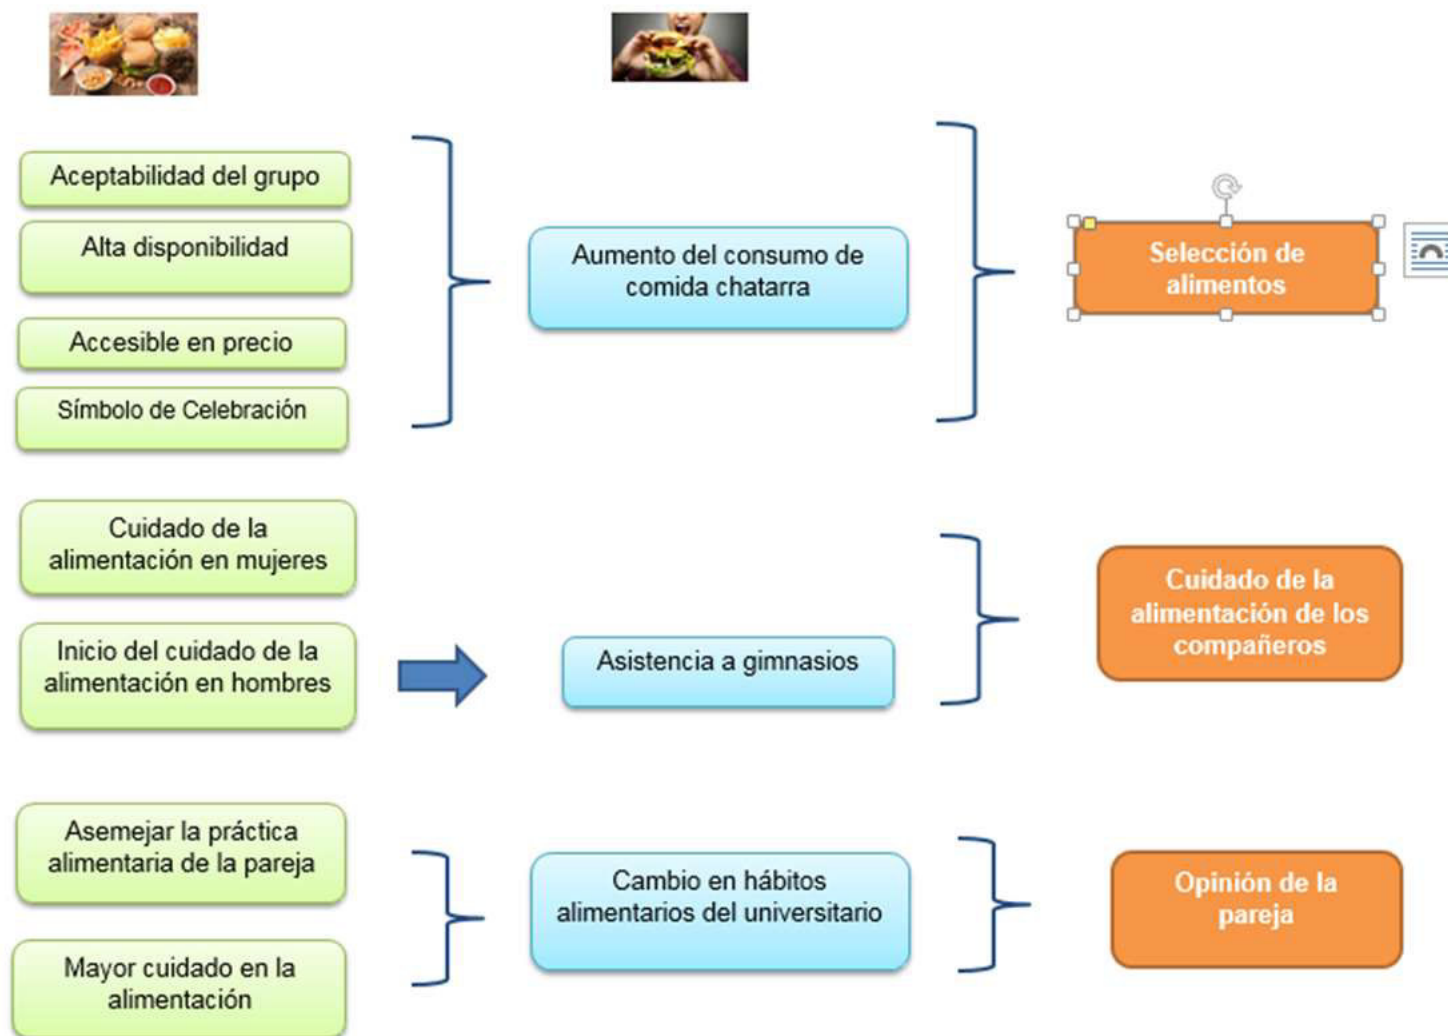 Aceptabilidad del grupo
Alta disponibilidad
Accesible en precio
Símbolo de Celebración
Aumento del consumo de
comida chatarra
Selección de
alimentos
Cuidado de la
alimentación en mujeres
Inicio del cuidado de la
alimentación en hombres
Asistencia a gimnasios
Cuidado de la
alimentación de los
compañeros
Asemejar la práctica
alimentaria de la pareja
Mayor cuidado en la
alimentación
Cambio en hábitos
alimentarios del universitario
Opinión de la
pareja